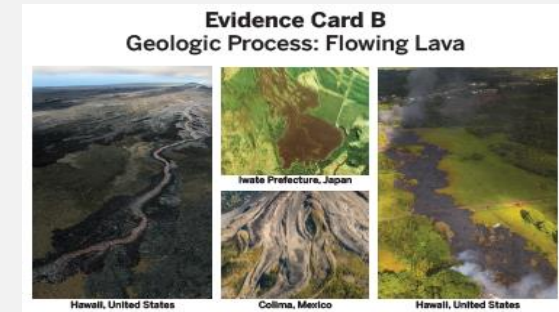 Evidence Card B
Geologic Process: Flowing Lava
Iwate Prefecture, Japan
Hawaii, United States
Colima, Mexico
Hawaii, United States